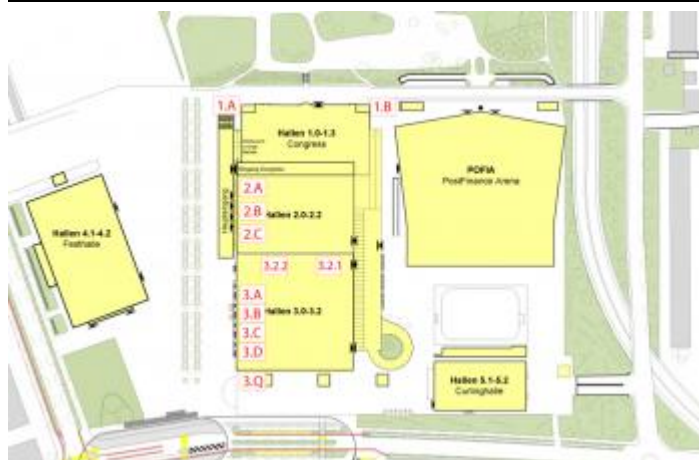 1.A
1.B
Hallen 1.0-1.3
Congress
POFIA
PostFinance Arena
Haupteingang
2.A
2.B
Hallen 2.0-2.2
2.C
Hallen 4.1-4.2
Festhalle
3.2.2
3.2.1
3.A
3.B
Hallen 3.0-3.2
3.C
3.D
3.Q
Hallen 5.1-5.2
Curlinghalle